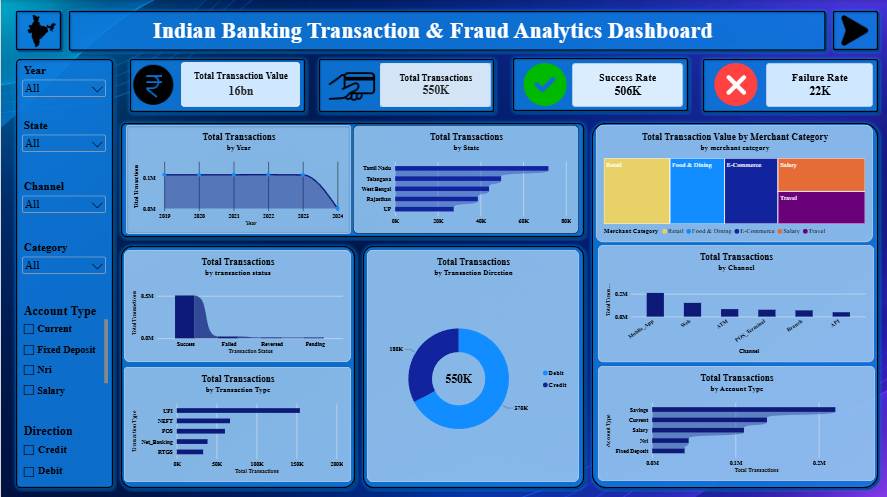 Indian Banking Transaction & Fraud Analytics Dashboard
Year
All
State
All
Channel
All
Category
All
Account Type
Current
Fixed Deposit
Nri
Salary
Direction
Credit
Debit
Total Transaction Value
16bn
Total Transactions
550K
Success Rate
506K
Failure Rate
22K
Total Transactions
by Year
Total Transactions
0.1M
0.0M
2019 2020 2021 2022 2023 2024
Year
Total Transactions
by State
Tamil Nadu
Telangana
West Bengal
Rajasthan
UP
0K 20K 40K 60K 80K
Total Transaction Value by Merchant Category
by merchant category
Retail
Food & Dining
E-Commerce
Salary
Travel
Merchant Category Retail Food & Dining E-Commerce Salary Travel
Total Transactions
by transaction status
Total Transactions
0.5M
0.0M
Success Failed Reversed Pending
Transaction Status
Total Transactions
by Transaction Type
Transaction Type
UPI
NEFT
POS
Net_Banking
RTGS
0K 50K 100K 150K 200K
Total Transactions
Total Transactions
by Transaction Direction
180K
550K
370K
Debit
Credit
Total Transactions
by Channel
Total Trans...
0.2M
0.0M
Mobile_App Web ATM POS_Terminal Branch API
Channel
Total Transactions
by Account Type
Account Type
Savings
Current
Salary
Nri
Fixed Deposit
0.0M 0.1M 0.2M
Total Transactions